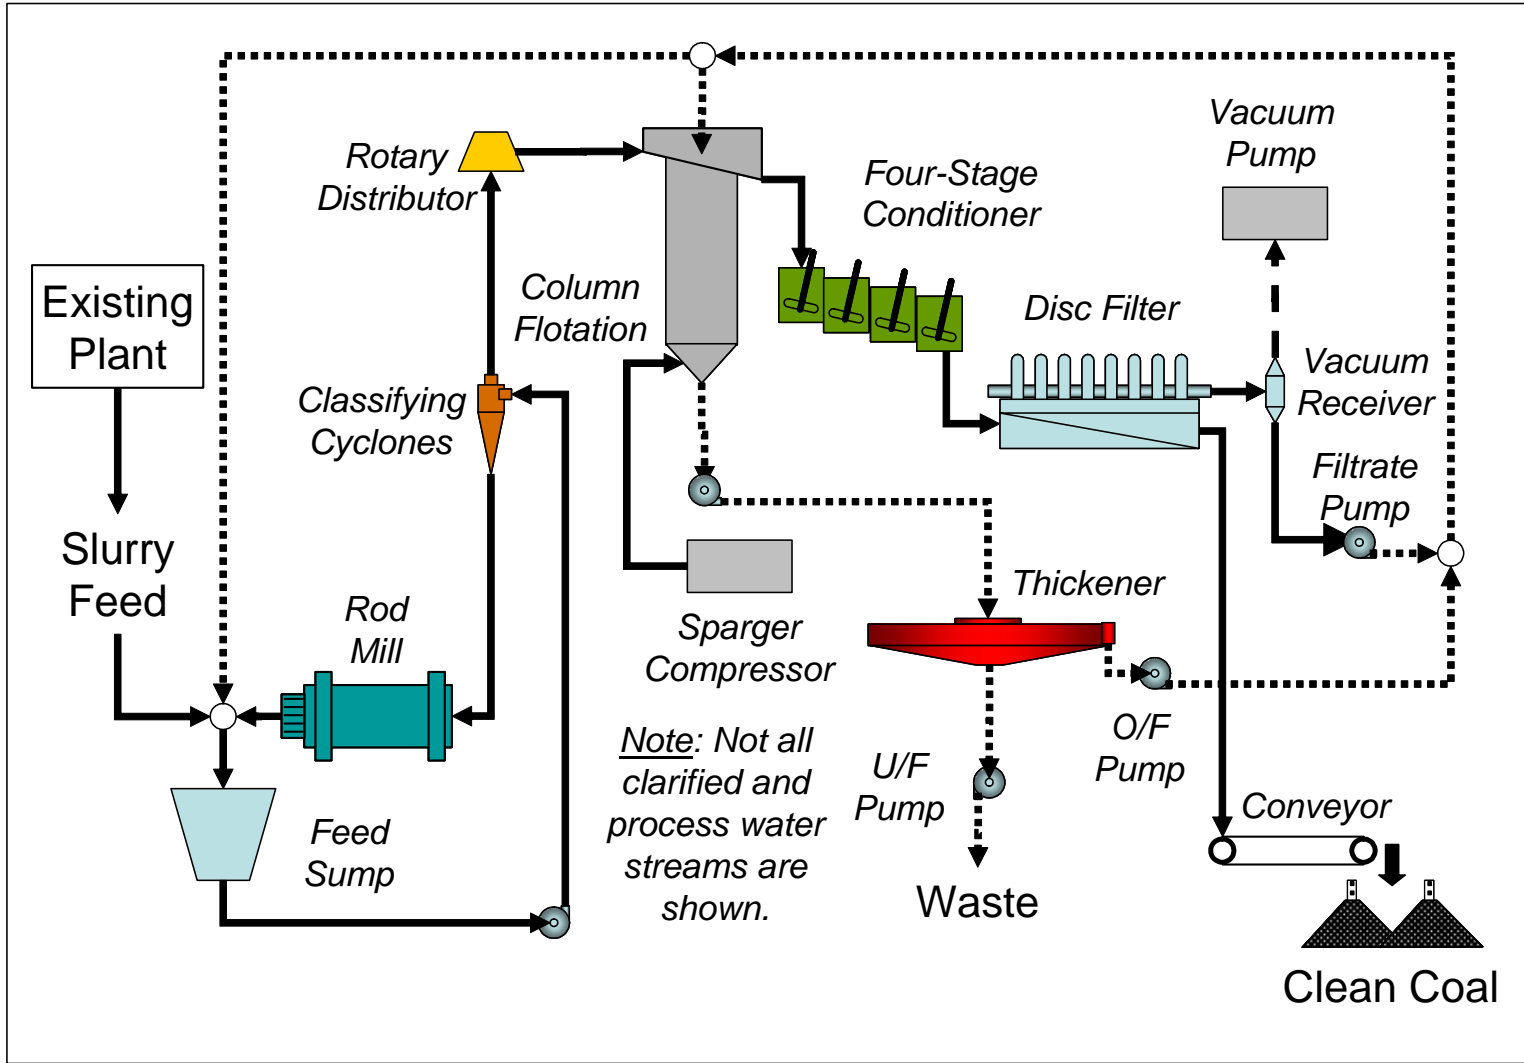 Vacuum
Pump
Rotary
Distributor
Four-Stage
Conditioner
Existing
Plant
Column
Flotation
Disc Filter
Vacuum
Receiver
Classifying
Cyclones
Filtrate
Pump
Slurry
Feed
Rod
Mill
Thickener
Sparger
Compressor
O/F
Pump
Note: Not all
clarified and
process water
streams are
shown.
U/F
Pump
Conveyor
Feed
Sump
Waste
Clean Coal